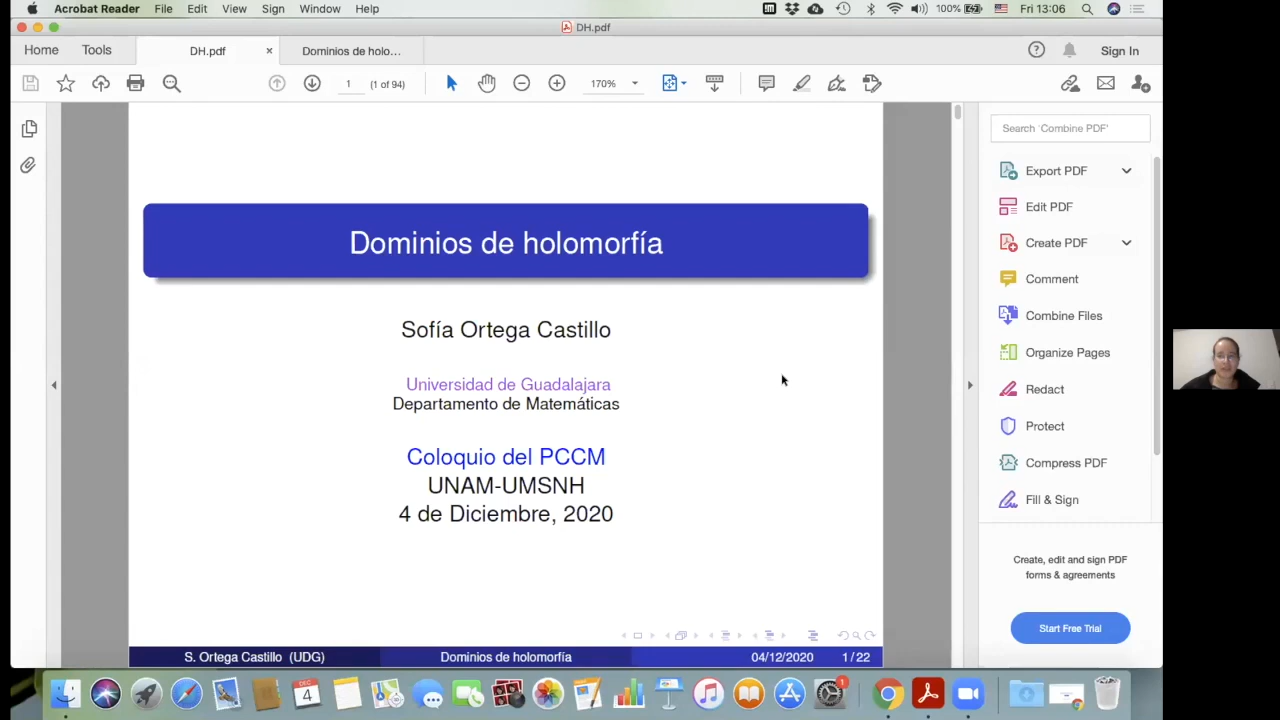 Acrobat Reader File Edit View Sign Window Help 100% Fri 13:06
DH.pdf
Home Tools DH.pdf × Dominios de holo... Sign In
1 (1 of 94) 170%
Search 'Combine PDF'
Export PDF
Edit PDF
Create PDF
Comment
Combine Files
Organize Pages
Redact
Protect
Compress PDF
Fill & Sign
Create, edit and sign PDF
forms & agreements
Start Free Trial
Dominios de holomorfía
Sofía Ortega Castillo
Universidad de Guadalajara
Departamento de Matemáticas
Coloquio del PCCM
UNAM-UMSNH
4 de Diciembre, 2020
S. Ortega Castillo (UDG) Dominios de holomorfía 04/12/2020 1 / 22
DEC
4
1